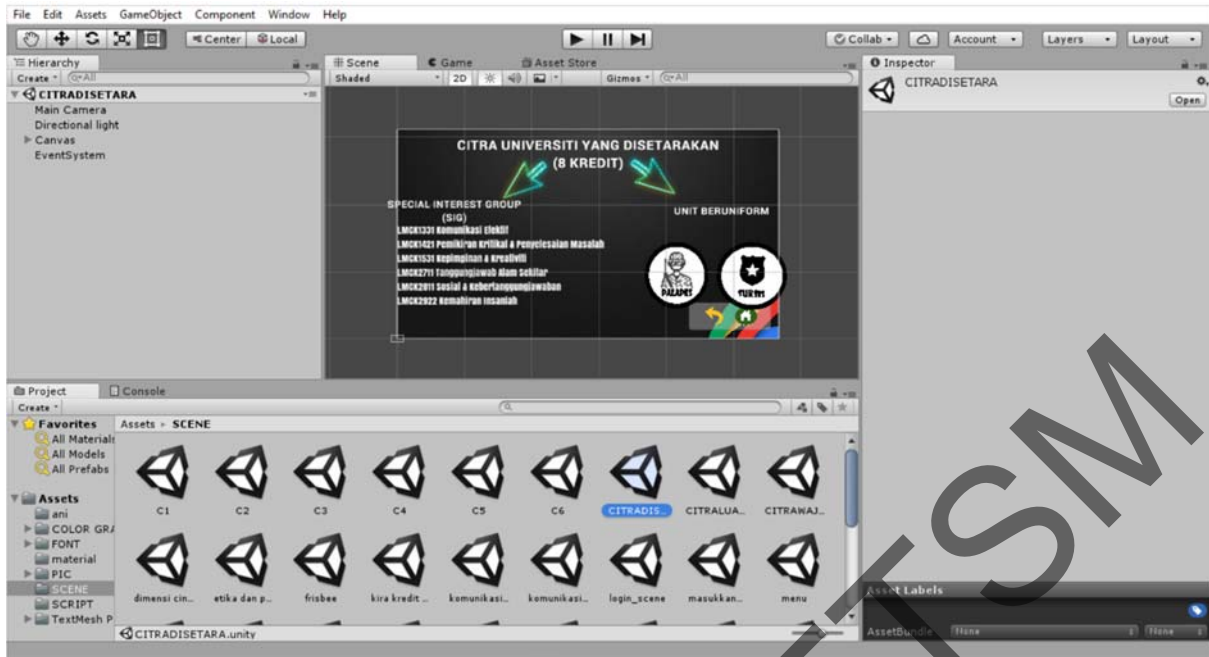 File Edit Assets GameObject Component Window Help
Center Local Collab Account Layers Layout
Hierarchy
Create All
CITRADISETARA
Main Camera
Directional light
Canvas
EventSystem
Scene Game Asset Store
Shaded 2D Gizmos All
CITRA UNIVERSITI YANG DISETARAKAN
(8 KREDIT)
SPECIAL INTEREST GROUP
(SIG)
LMCK1331 Komunikasi Efektif
LMCK1421 Pemikiran Kritikal & Penyelesaian Masalah
LMCK1531 Kepimpinan & Kreativiti
LMCK2711 Tanggungjawab Alam Sekitar
LMCK2811 Sosial & Kebertanggungjawaban
LMCK2922 Kemahiran Insaniah
UNIT BERUNIFORM
PALAPES
Inspector
CITRADISETARA
Open
Project Console
Create
Favorites
All Materials
All Models
All Prefabs
Assets
ani
COLOR GRA
FONT
material
PIC
SCENE
SCRIPT
TextMesh P
Assets SCENE
C1 C2 C3 C4 C5 C6 CITRADIS... CITRALUA... CITRAWAJ...
dimensi cin... etika dan p... frisbee kira kredit ... komunikasi... komunikasi... login_scene masukkan... menu
CITRADISETARA.unity
Asset Labels
AssetBundle None None
FTSM